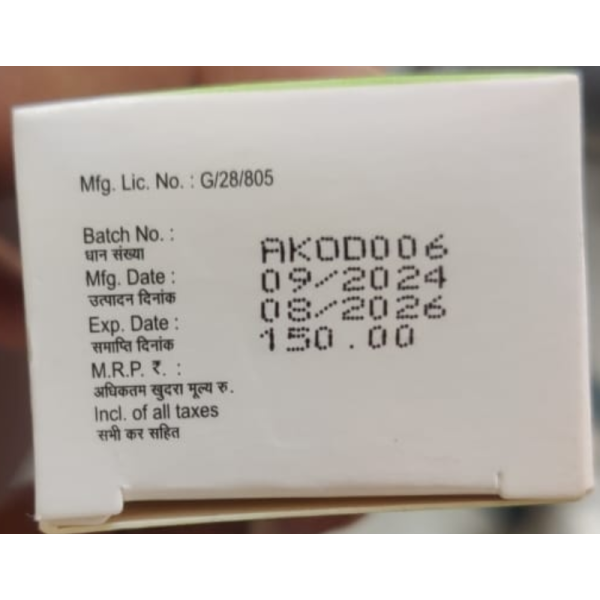 Mfg. Lic. No. : G/28/805
Batch No. : AKOD006
घान संख्या
Mfg. Date : 09/2024
उत्पादन दिनांक
Exp. Date : 08/2026
समाप्ति दिनांक
M.R.P. ₹. : 150.00
अधिकतम खुदरा मूल्य रु.
Incl. of all taxes
सभी कर सहित